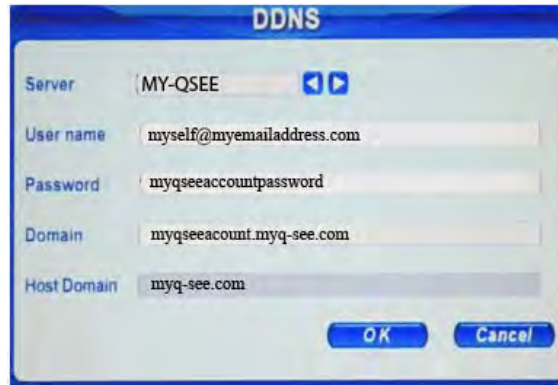 DDNS
Server MY-QSEE
User name myself@myemailaddress.com
Password myqseeaccountpassword
Domain myqseeacount.myq-see.com
Host Domain myq-see.com
OK Cancel